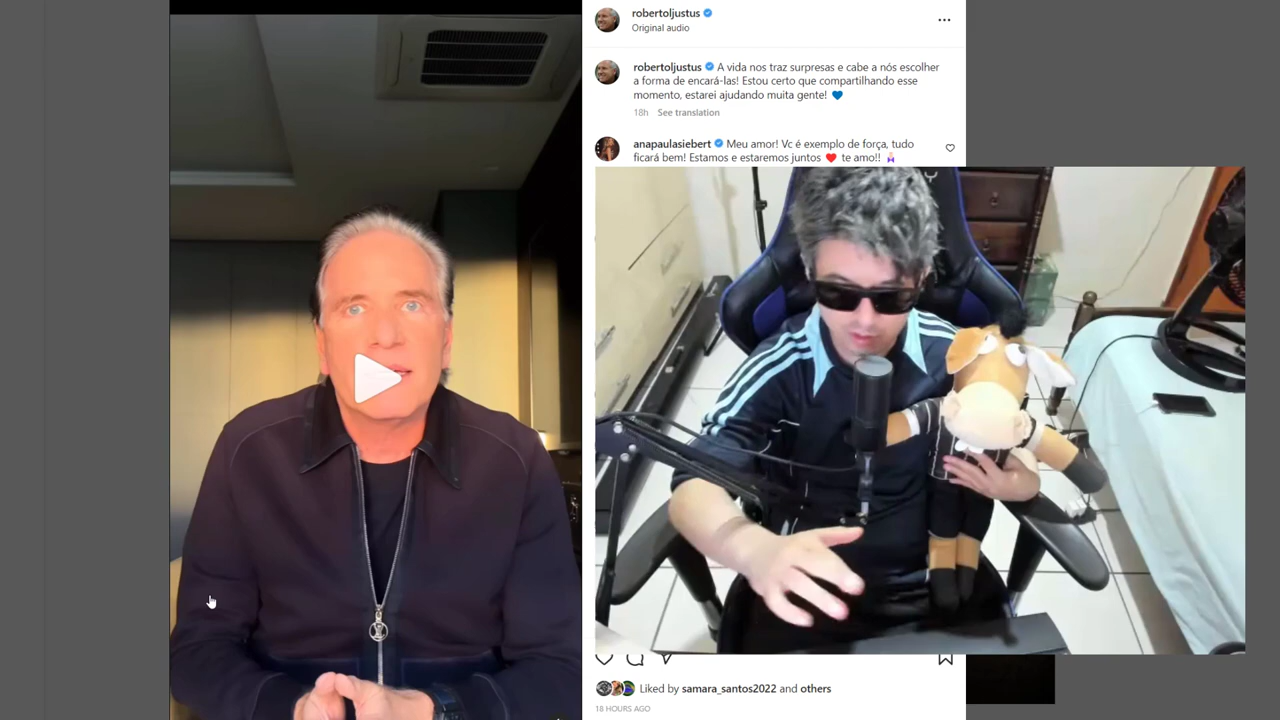 robertoljustus
Original audio
robertoljustus A vida nos traz surpresas e cabe a nós escolher
a forma de encará-las! Estou certo que compartilhando esse
momento, estarei ajudando muita gente! 💙
18h See translation
anapaulasiebert Meu amor! Vc é exemplo de força, tudo
ficará bem! Estamos e estaremos juntos ❤️ te amo!! 🧘🏻‍♀️
Liked by samara_santos2022 and others
18 HOURS AGO